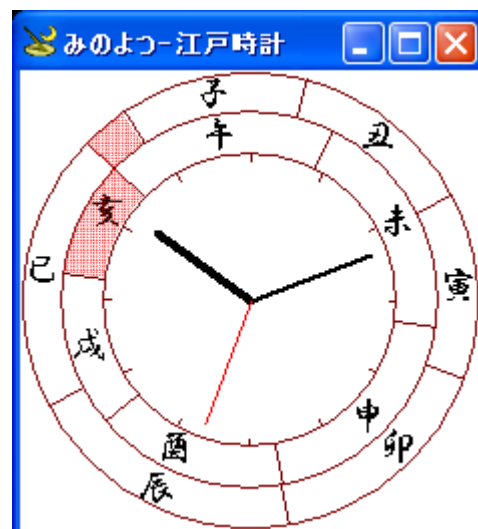 みのよつ-江戸時計
子
丑
寅
卯
辰
巳
午
未
申
酉
戌
亥